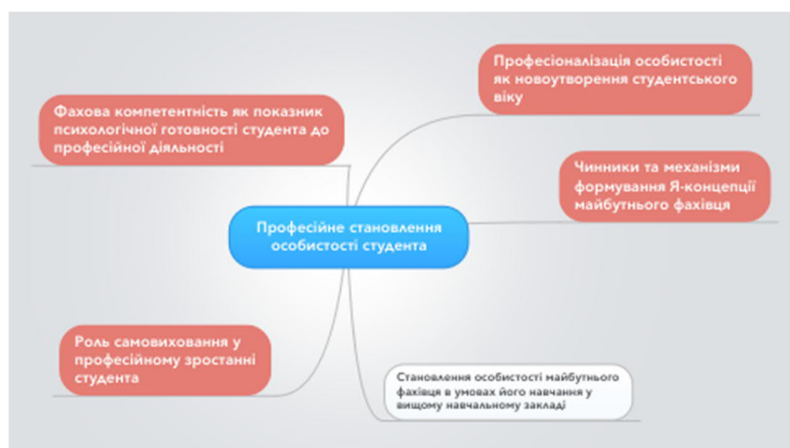 Професіоналізація особистості
як новоутворення студентського
віку
Фахова компетентність як показник
психологічної готовності студента до
професійної діяльності
Чинники та механізми
формування Я-концепції
майбутнього фахівця
Професійне становлення
особистості студента
Роль самовиховання у
професійному зростанні
студента
Становлення особистості майбутнього
фахівця в умовах його навчання у
вищому навчальному закладі